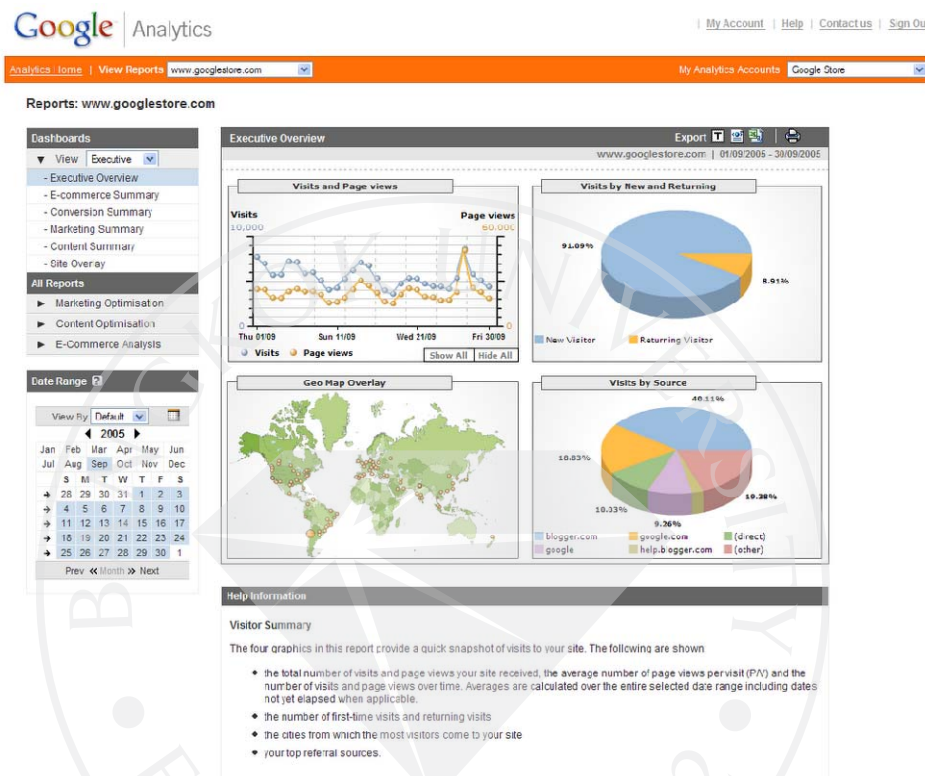 Google Analytics
| My Account | Help | Contact us | Sign Ou
Analytics Home | View Reports www.googlestore.com
My Analytics Accounts Google Store
Reports: www.googlestore.com
Dashboards
▼ View Executive
- Executive Overview
- E-commerce Summary
- Conversion Summary
- Marketing Summary
- Content Summary
- Site Overlay
All Reports
► Marketing Optimisation
► Content Optimisation
► E-Commerce Analysis
Date Range ?
View By Default
2005
Jan Feb Mar Apr May Jun
Jul Aug Sep Oct Nov Dec
S M T W T F S
28 29 30 31 1 2 3
4 5 6 7 8 9 10
11 12 13 14 15 16 17
18 19 20 21 22 23 24
25 26 27 28 29 30 1
Prev « Month » Next
Executive Overview
Export T
www.googlestore.com | 01/09/2005 - 30/09/2005
Visits and Page views
Visits
10,000
Page views
60,000
0
0
Thu 01/09 Sun 11/09 Wed 21/09 Fri 30/09
Visits Page views
Show All Hide All
Visits by New and Returning
91.09%
8.91%
New Visitor Returning Visitor
Geo Map Overlay
Visits by Source
40.11%
18.83%
10.33%
9.26%
19.38%
blogger.com google.com (direct)
google help.blogger.com (other)
Help Information
Visitor Summary
The four graphics in this report provide a quick snapshot of visits to your site. The following are shown
the total number of visits and page views your site received, the average number of page views per visit (P/V) and the
number of visits and page views over time. Averages are calculated over the entire selected date range including dates
not yet elapsed when applicable.
the number of first-time visits and returning visits
the cities from which the most visitors come to your site
your top referral sources.